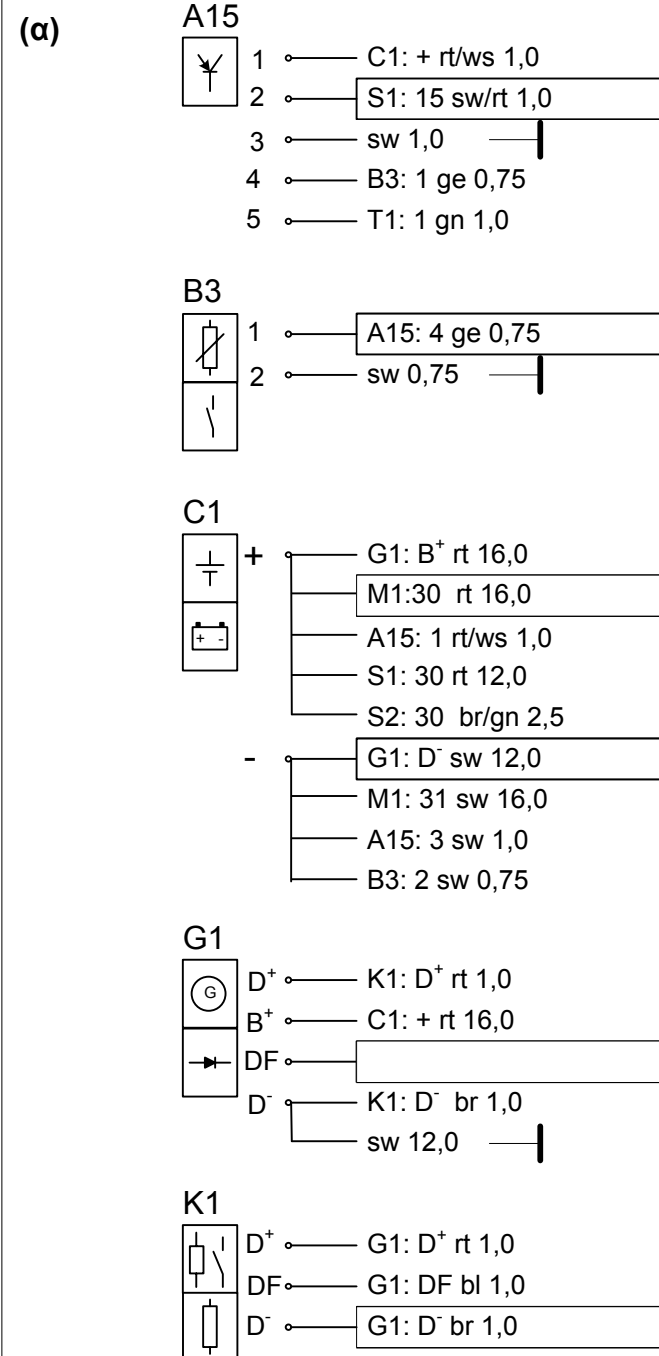 (α)
A15
1 C1: + rt/ws 1,0
2 S1: 15 sw/rt 1,0
3 sw 1,0
4 B3: 1 ge 0,75
5 T1: 1 gn 1,0
B3
1 A15: 4 ge 0,75
2 sw 0,75
C1
+ G1: B⁺ rt 16,0
M1:30 rt 16,0
+ - A15: 1 rt/ws 1,0
S1: 30 rt 12,0
S2: 30 br/gn 2,5
- G1: D⁻ sw 12,0
M1: 31 sw 16,0
A15: 3 sw 1,0
B3: 2 sw 0,75
G1
G D⁺ K1: D⁺ rt 1,0
B⁺ C1: + rt 16,0
DF
D⁻ K1: D⁻ br 1,0
sw 12,0
K1
D⁺ G1: D⁺ rt 1,0
DF G1: DF bl 1,0
D⁻ G1: D⁻ br 1,0